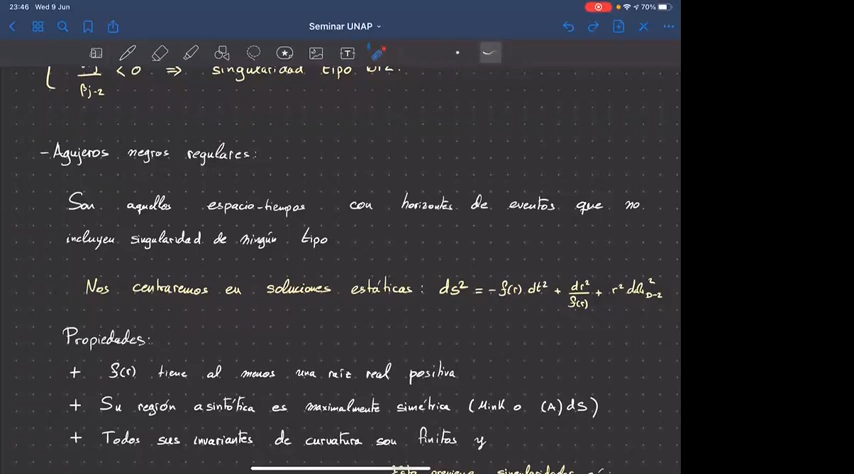 23:46 Wed 9 Jun
70%
Seminar UNAP
< 0 ⇒ singularidad tipo
βj-2
- Agujeros negros regulares:
Son aquellos espacio-tiempos con horizontes de eventos que no
incluyen singularidad de ningún tipo
Nos centraremos en soluciones estáticas: ds² = -f(r) dt² + dr²/f(r) + r² dΩ²_{D-2}
Propiedades:
+ f(r) tiene al menos una raíz real positiva
+ Su región asintótica es maximalmente simétrica (Mink o (A)dS)
+ Todos sus invariantes de curvatura son finitos y